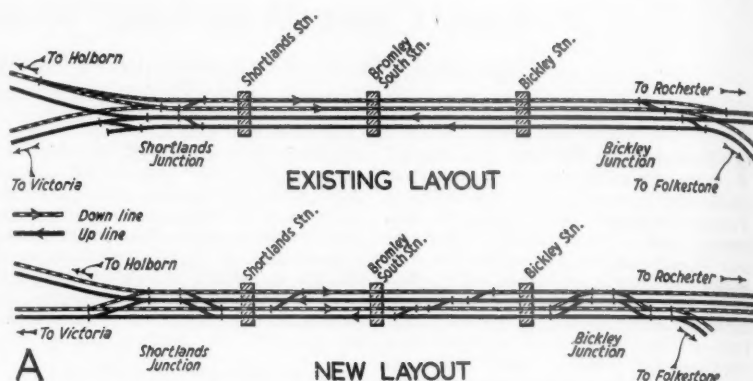 To Holborn
Shortlands Stn.
Bromley
South Stn.
Bickley Stn.
To Rochester
Shortlands
Junction
Bickley
Junction
To Victoria
To Folkestone
EXISTING LAYOUT
Down line
Up line
To Holborn
Shortlands Stn.
Bromley
South Stn.
Bickley Stn.
To Rochester
To Victoria
Shortlands
Junction
Bickley
Junction
To Folkestone
A
NEW LAYOUT